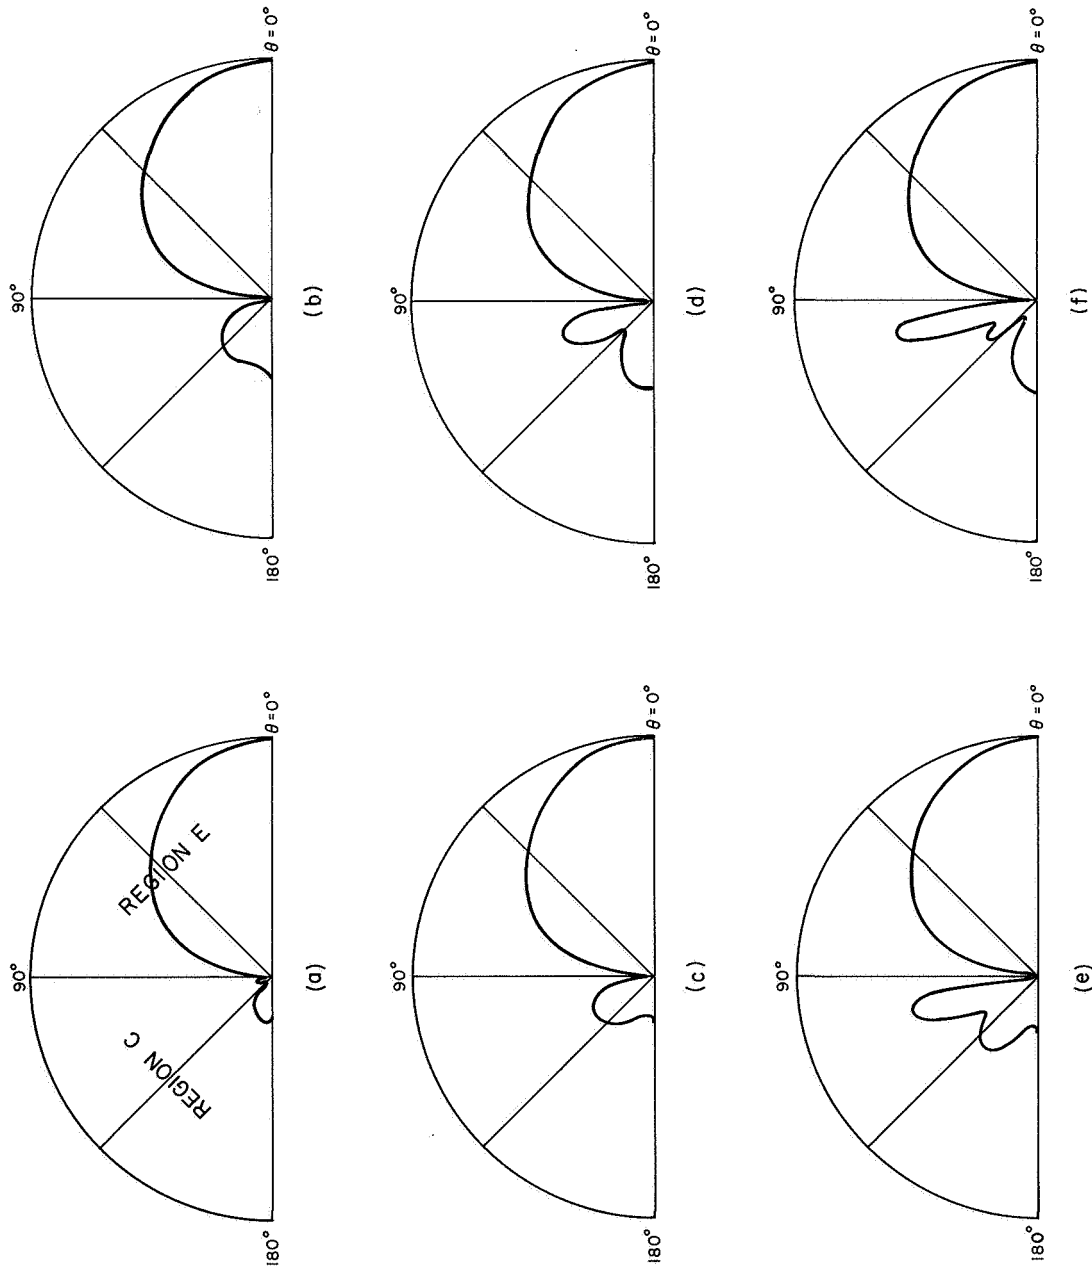 90°
REGION C
REGION E
180°
θ = 0°
(a)
90°
180°
θ = 0°
(b)
90°
180°
θ = 0°
(c)
90°
180°
θ = 0°
(d)
90°
180°
θ = 0°
(e)
90°
180°
θ = 0°
(f)